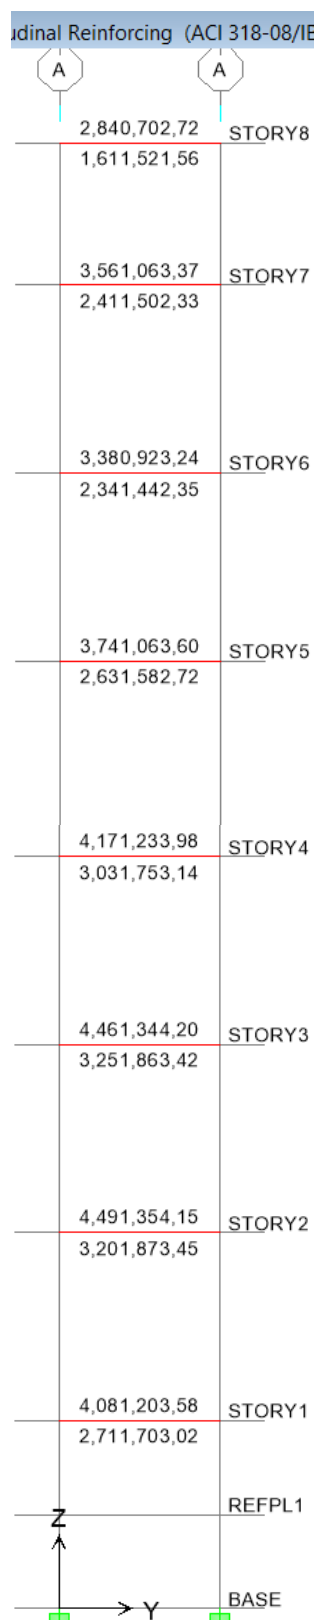 udinal Reinforcing (ACI 318-08/IE
A A
2,840,702,72
STORY8
1,611,521,56
3,561,063,37
STORY7
2,411,502,33
3,380,923,24
STORY6
2,341,442,35
3,741,063,60
STORY5
2,631,582,72
4,171,233,98
STORY4
3,031,753,14
4,461,344,20
STORY3
3,251,863,42
4,491,354,15
STORY2
3,201,873,45
4,081,203,58
STORY1
2,711,703,02
REFPL1
Z
BASE
Y